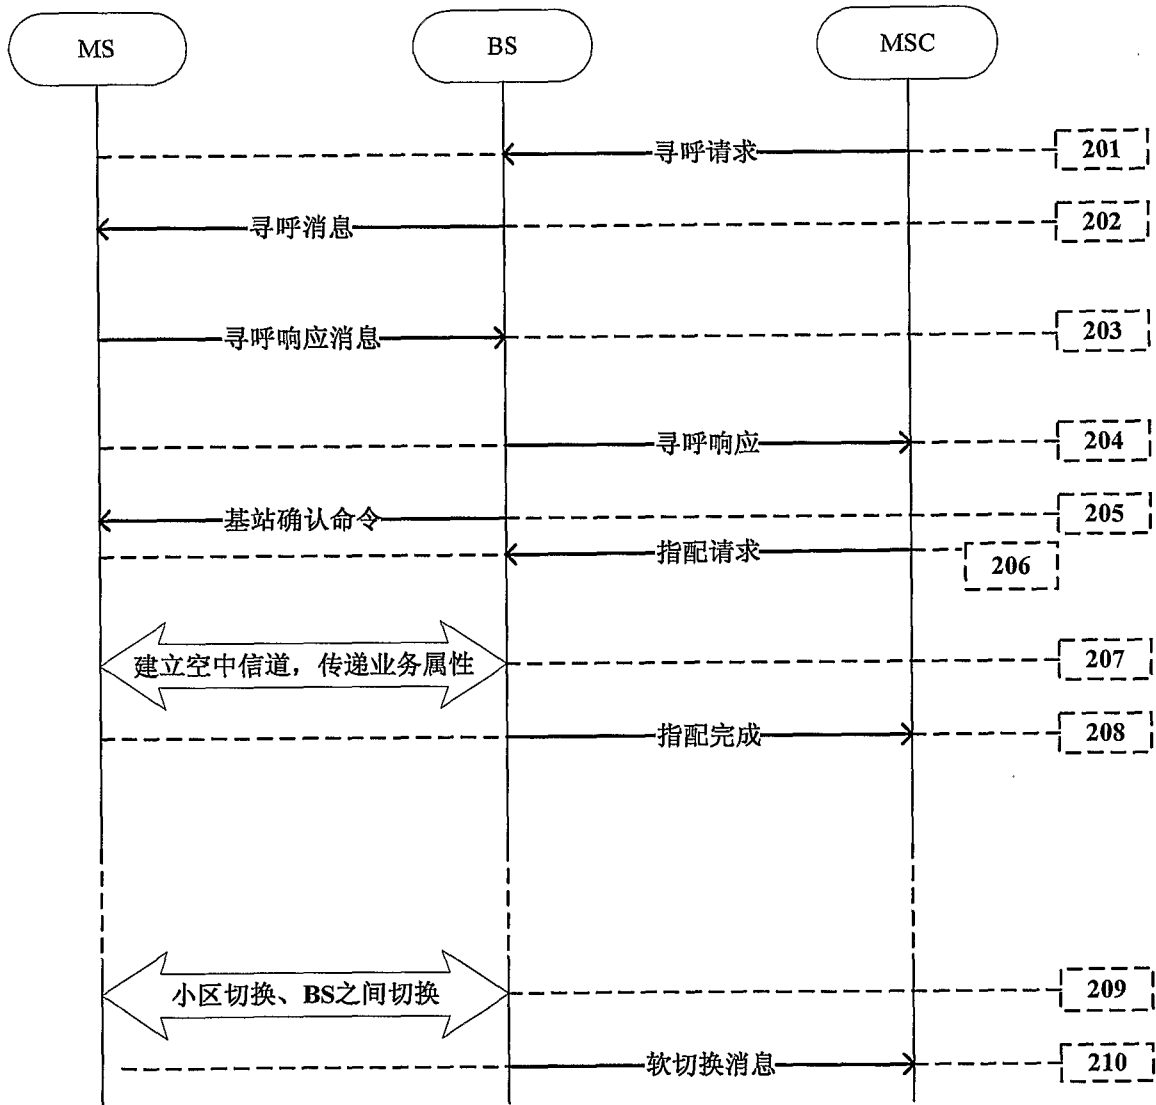 MS BS MSC
寻呼请求 201
寻呼消息 202
寻呼响应消息 203
寻呼响应 204
基站确认命令 205
指配请求 206
建立空中信道，传递业务属性 207
指配完成 208
小区切换、BS之间切换 209
软切换消息 210